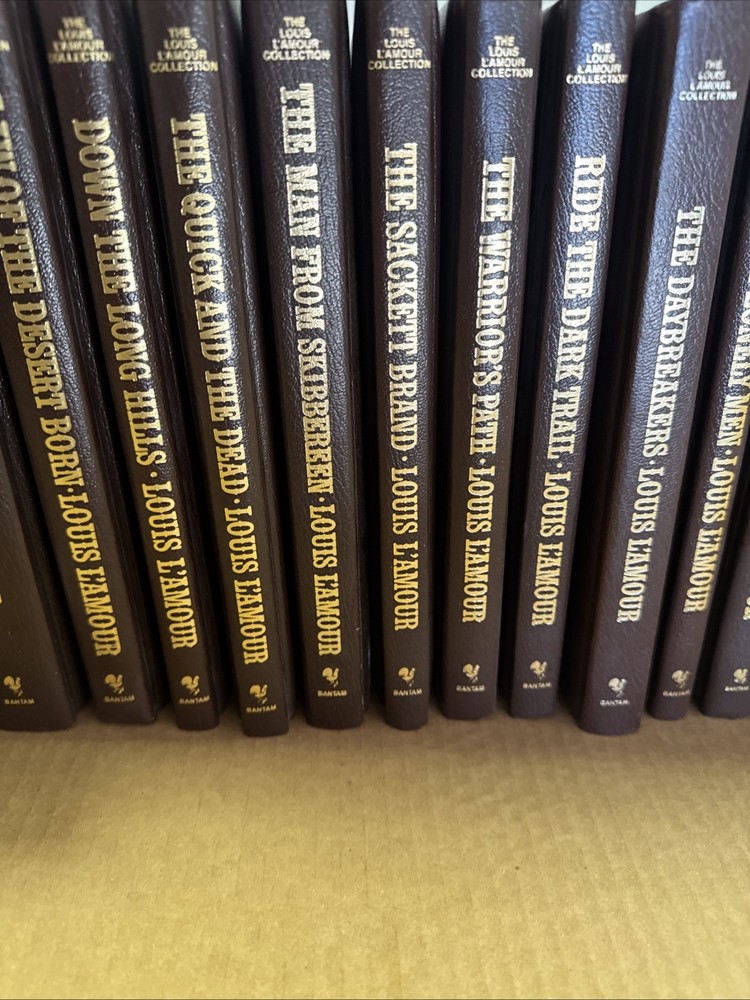 OF THE DESERT BORN LOUIS L'AMOUR
BANTAM
THE
LOUIS
L'AMOUR
COLLECTION
DOWN THE LONG HILLS · LOUIS L'AMOUR
BANTAM
THE
LOUIS
L'AMOUR
COLLECTION
THE QUICK AND THE DEAD · LOUIS L'AMOUR
BANTAM
THE
LOUIS
L'AMOUR
COLLECTION
THE MAN FROM SKIBBEREEN · LOUIS L'AMOUR
BANTAM
THE
LOUIS
L'AMOUR
COLLECTION
THE SACKETT BRAND · LOUIS L'AMOUR
BANTAM
THE
LOUIS
L'AMOUR
COLLECTION
THE WARRIOR'S PATH · LOUIS L'AMOUR
BANTAM
THE
LOUIS
L'AMOUR
COLLECTION
RIDE THE DARK TRAIL · LOUIS L'AMOUR
BANTAM
THE
LOUIS
L'AMOUR
COLLECTION
THE DAYBREAKERS · LOUIS L'AMOUR
BANTAM
MEN · LOUIS L'AMOUR
BANTAM
BANTAM